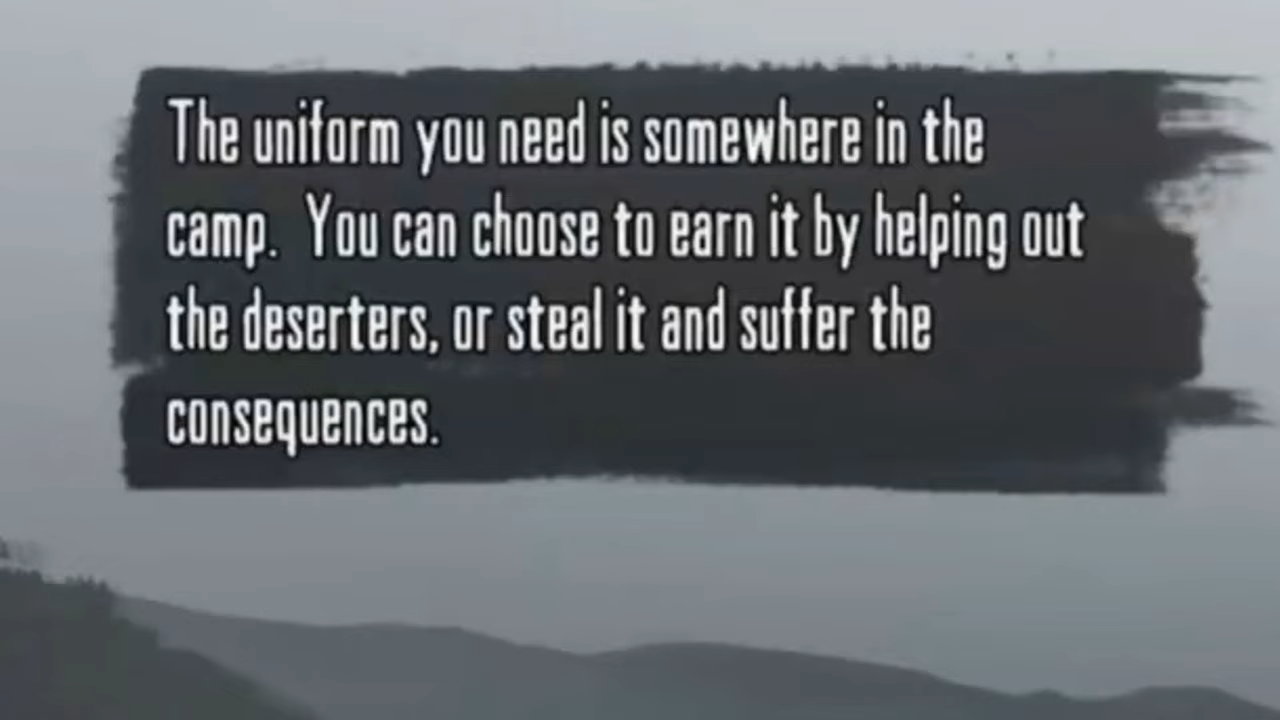 The uniform you need is somewhere in the
camp.  You can choose to earn it by helping out
the deserters, or steal it and suffer the
consequences.